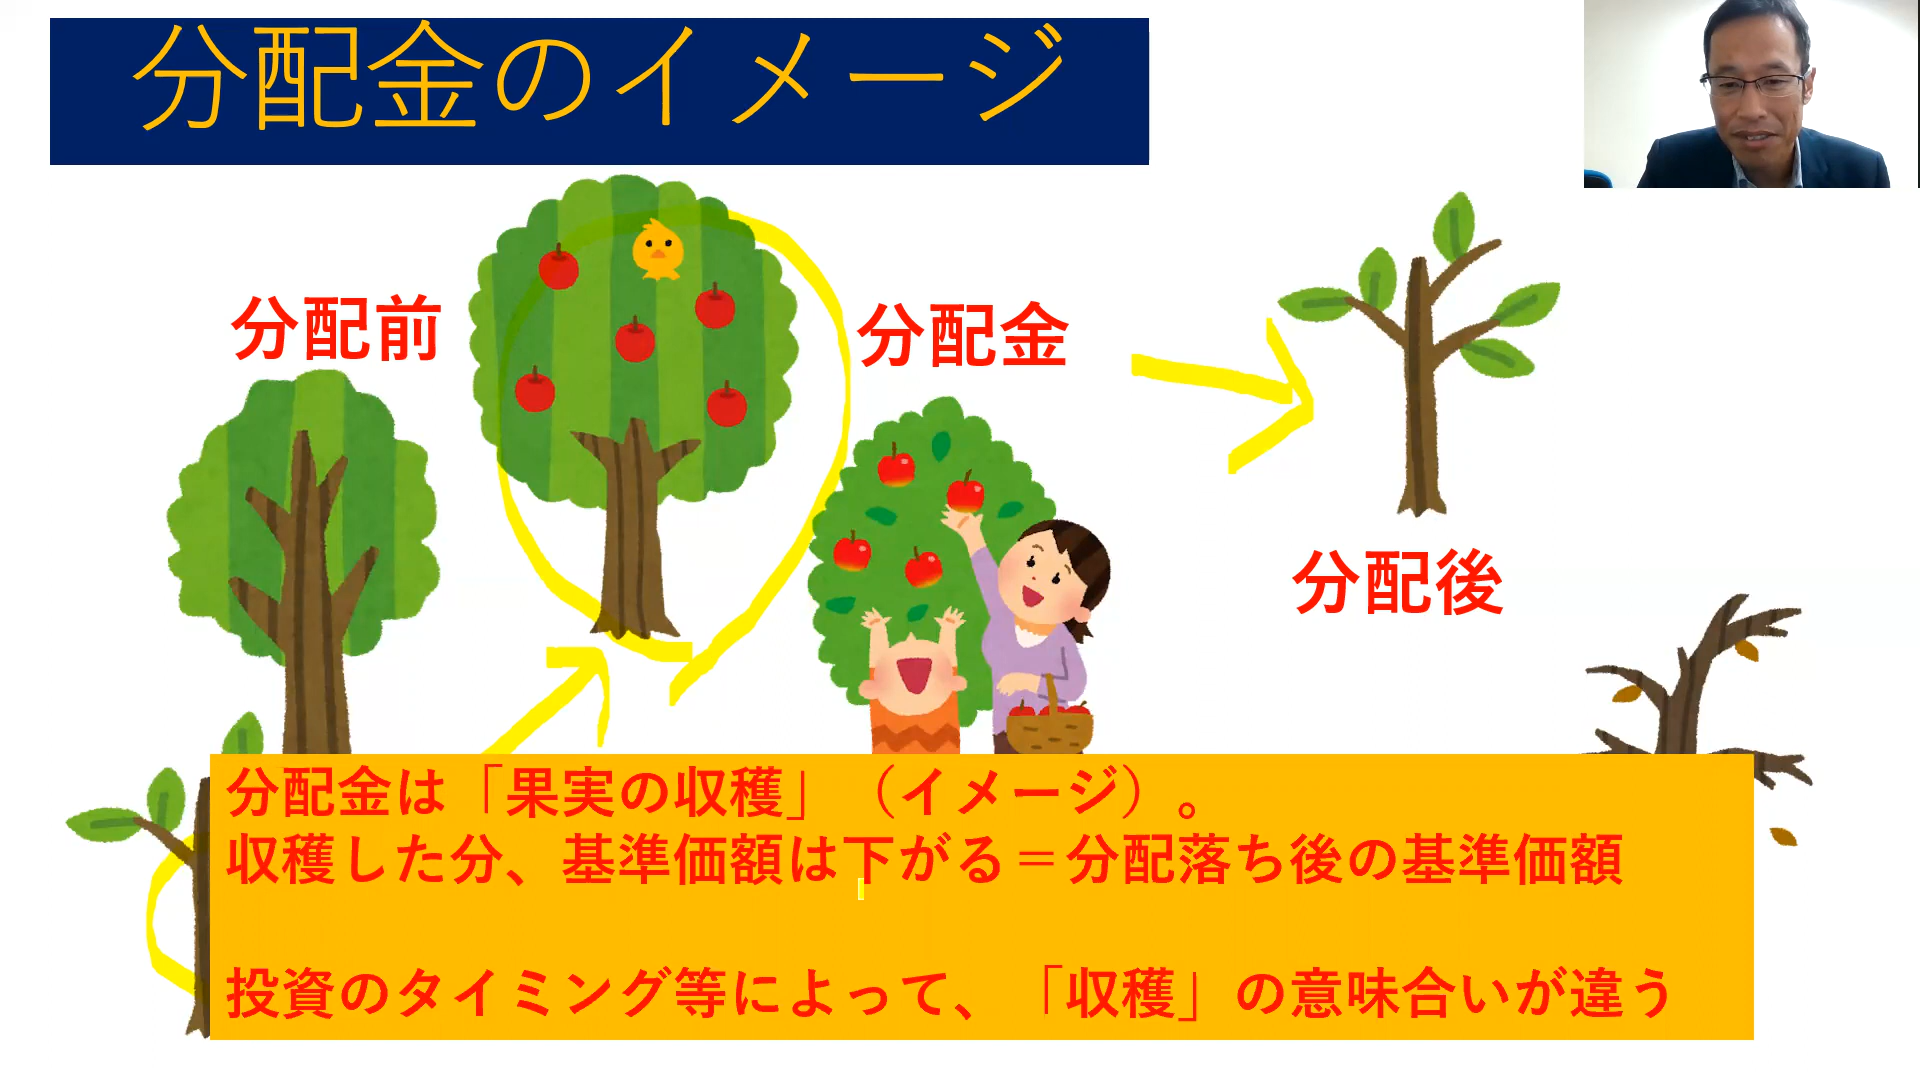 分配金のイメージ
分配前
分配金
分配後
分配金は「果実の収穫」（イメージ）。
収穫した分、基準価額は下がる＝分配落ち後の基準価額
投資のタイミング等によって、「収穫」の意味合いが違う